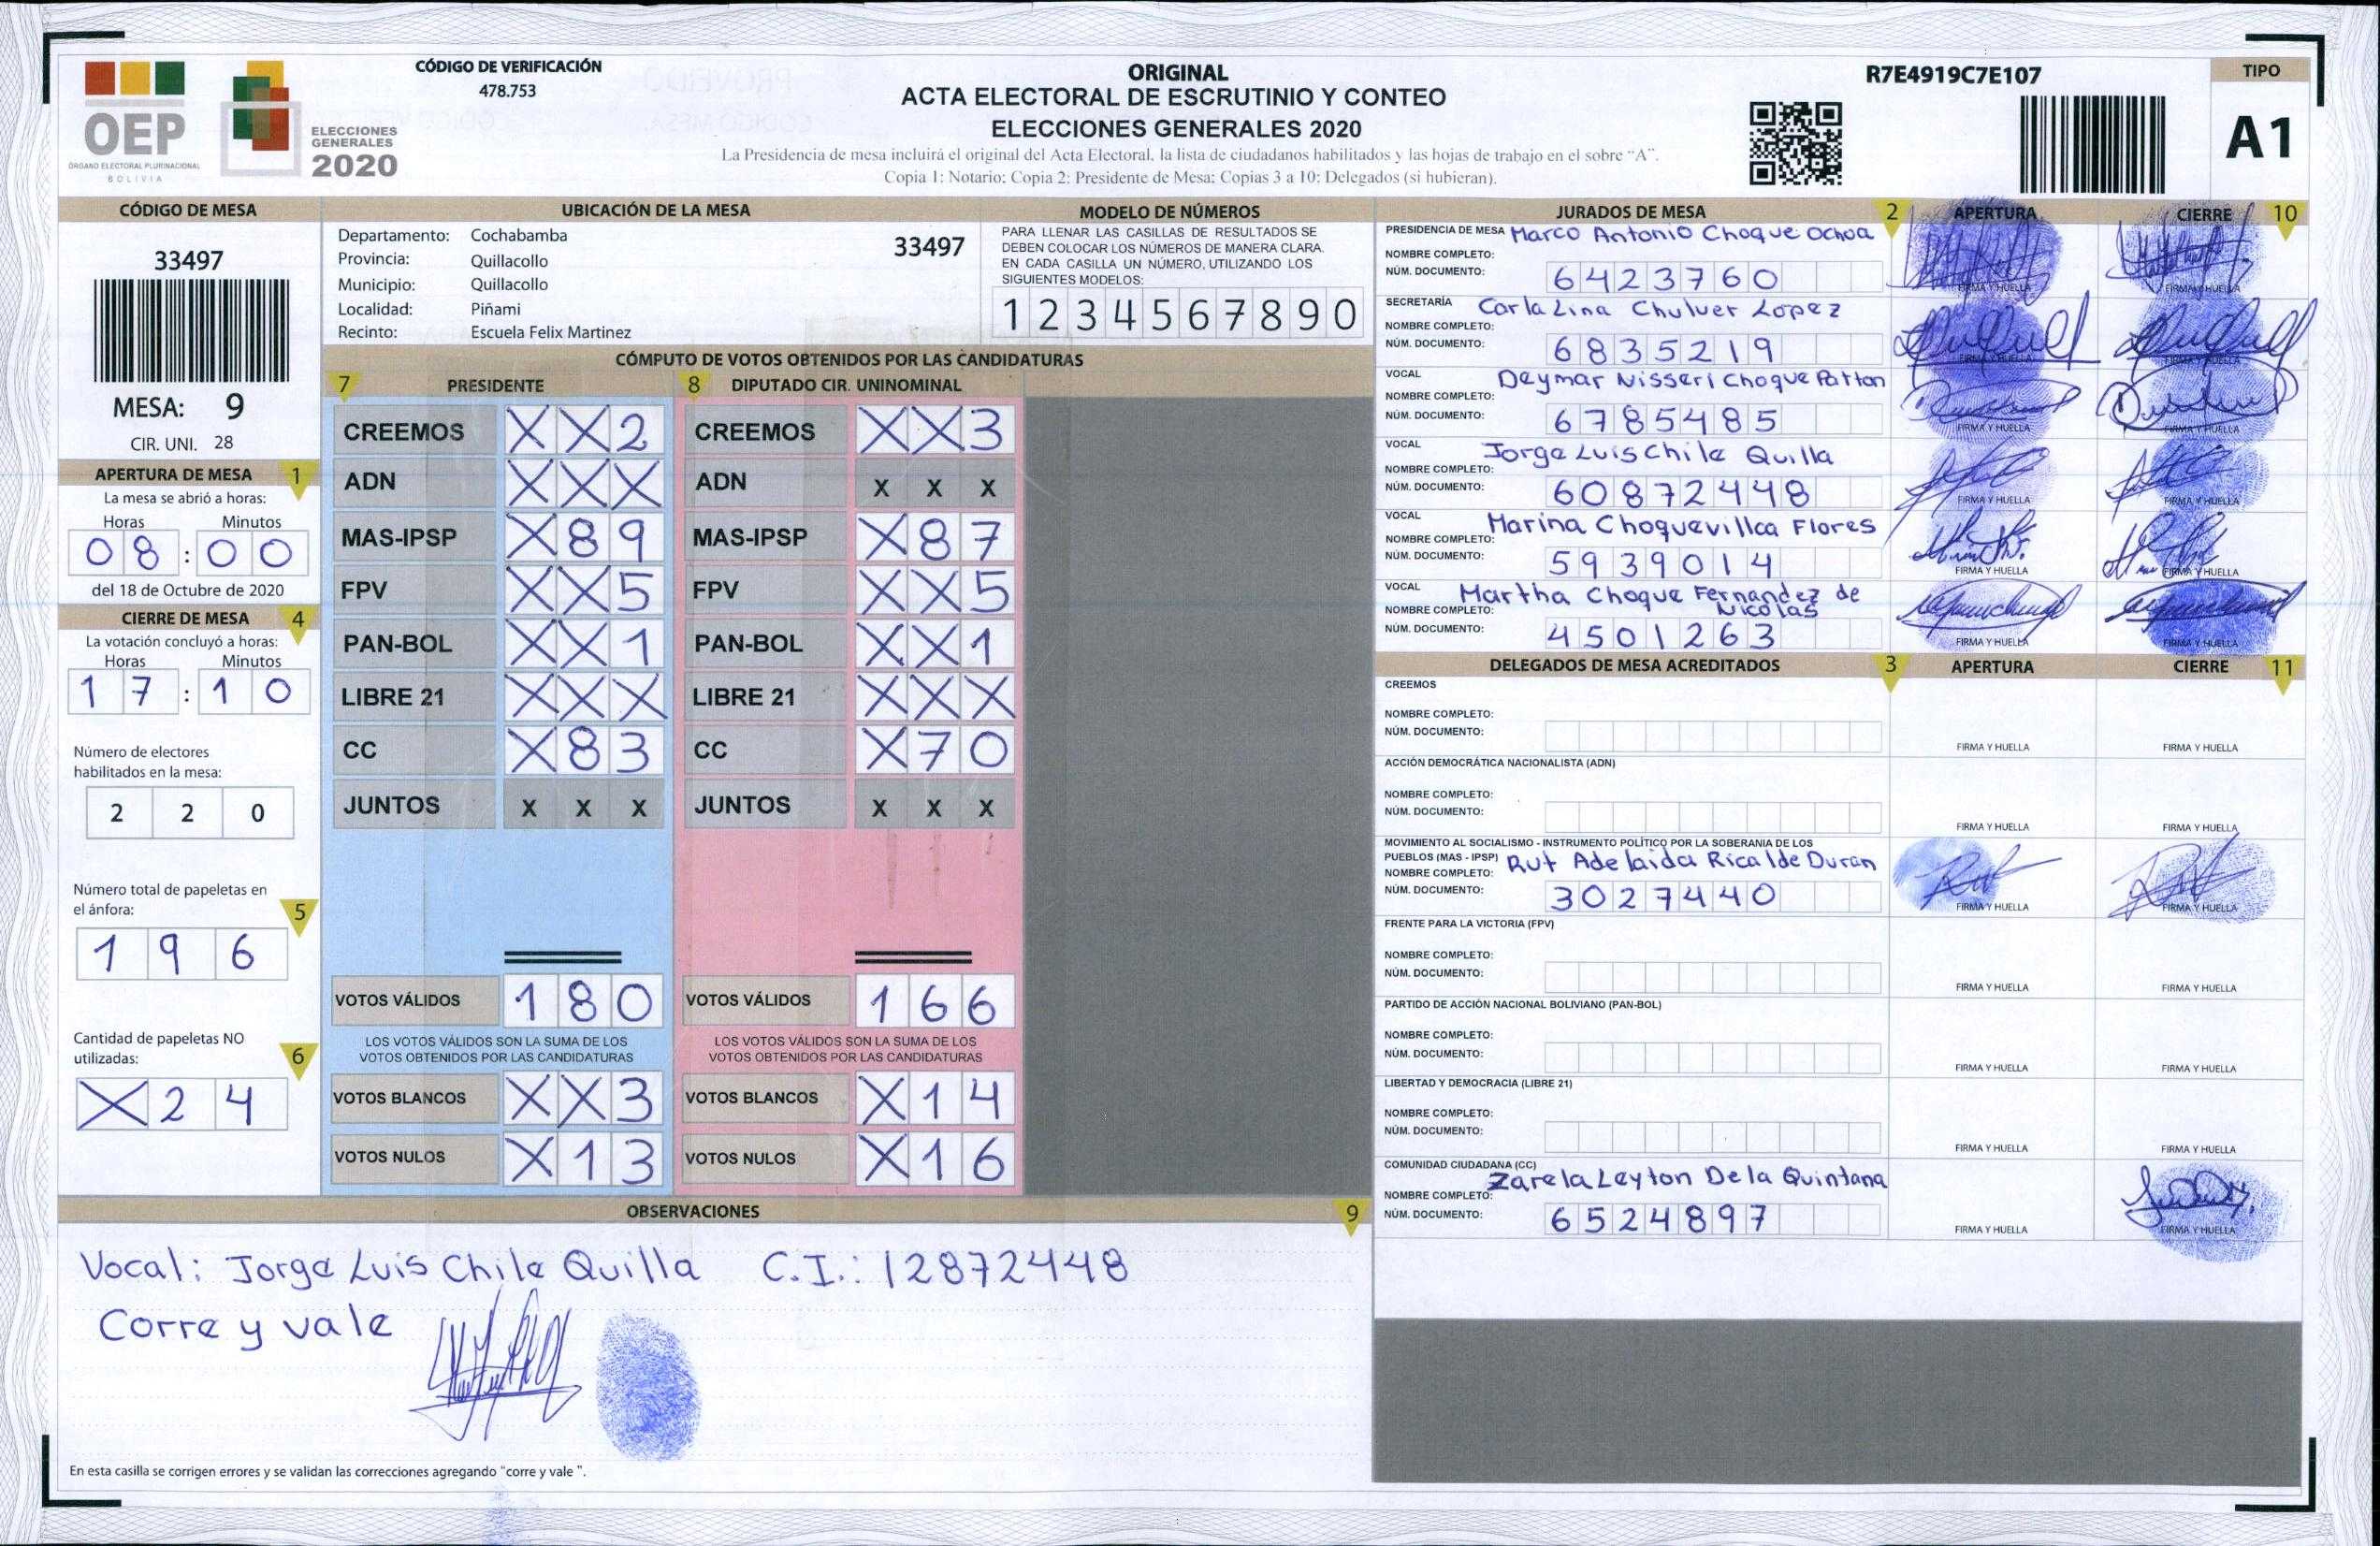 OEP
ÓRGANO ELECTORAL PLURINACIONAL
BOLIVIA
ELECCIONES
GENERALES
2020
CÓDIGO DE VERIFICACIÓN
478.753
ORIGINAL
ACTA ELECTORAL DE ESCRUTINIO Y CONTEO
ELECCIONES GENERALES 2020
La Presidencia de mesa incluirá el original del Acta Electoral, la lista de ciudadanos habilitados y las hojas de trabajo en el sobre "A".
Copia 1: Notario; Copia 2: Presidente de Mesa; Copias 3 a 10: Delegados (si hubieran).
R7E4919C7E107
TIPO
A1
CÓDIGO DE MESA
33497
MESA: 9
CIR. UNI. 28
APERTURA DE MESA 1
La mesa se abrió a horas:
Horas Minutos
08:00
del 18 de Octubre de 2020
CIERRE DE MESA 4
La votación concluyó a horas:
Horas Minutos
17:10
Número de electores
habilitados en la mesa:
2 2 0
Número total de papeletas en
el ánfora: 5
1 9 6
Cantidad de papeletas NO
utilizadas: 6
X 2 4
UBICACIÓN DE LA MESA
Departamento: Cochabamba 33497
Provincia: Quillacollo
Municipio: Quillacollo
Localidad: Piñami
Recinto: Escuela Felix Martinez
MODELO DE NÚMEROS
PARA LLENAR LAS CASILLAS DE RESULTADOS SE
DEBEN COLOCAR LOS NÚMEROS DE MANERA CLARA.
EN CADA CASILLA UN NÚMERO, UTILIZANDO LOS
SIGUIENTES MODELOS:
1 2 3 4 5 6 7 8 9 0
CÓMPUTO DE VOTOS OBTENIDOS POR LAS CANDIDATURAS
7 PRESIDENTE 8 DIPUTADO CIR. UNINOMINAL
CREEMOS X X 2 CREEMOS X X 3
ADN X X X ADN X X X
MAS-IPSP X 8 9 MAS-IPSP X 8 7
FPV X X 5 FPV X X 5
PAN-BOL X X 1 PAN-BOL X X 1
LIBRE 21 X X X LIBRE 21 X X X
CC X 8 3 CC X 7 0
JUNTOS X X X JUNTOS X X X
VOTOS VÁLIDOS 1 8 0 VOTOS VÁLIDOS 1 6 6
LOS VOTOS VÁLIDOS SON LA SUMA DE LOS LOS VOTOS VÁLIDOS SON LA SUMA DE LOS
VOTOS OBTENIDOS POR LAS CANDIDATURAS VOTOS OBTENIDOS POR LAS CANDIDATURAS
VOTOS BLANCOS X X 3 VOTOS BLANCOS X 1 4
VOTOS NULOS X 1 3 VOTOS NULOS X 1 6
OBSERVACIONES 9
Vocal: Jorge Luis Chile Quilla C.I.: 12872448
Corre y vale
En esta casilla se corrigen errores y se validan las correcciones agregando "corre y vale ".
JURADOS DE MESA 2 APERTURA CIERRE 10
PRESIDENCIA DE MESA Marco Antonio Choque Ochoa
NOMBRE COMPLETO:
NÚM. DOCUMENTO: 6423760 FIRMA Y HUELLA FIRMA Y HUELLA
SECRETARÍA Carla Lina Chulver Lopez
NOMBRE COMPLETO:
NÚM. DOCUMENTO: 6835219 FIRMA Y HUELLA FIRMA Y HUELLA
VOCAL Deymar Nisseri Choque Patton
NOMBRE COMPLETO:
NÚM. DOCUMENTO: 6785485 FIRMA Y HUELLA FIRMA Y HUELLA
VOCAL Jorge Luis Chile Quilla
NOMBRE COMPLETO:
NÚM. DOCUMENTO: 60872448 FIRMA Y HUELLA FIRMA Y HUELLA
VOCAL Marina Choquevillca Flores
NOMBRE COMPLETO:
NÚM. DOCUMENTO: 5939014 FIRMA Y HUELLA FIRMA Y HUELLA
VOCAL Martha Choque Fernandez de
NOMBRE COMPLETO: Nicolas
NÚM. DOCUMENTO: 4501263 FIRMA Y HUELLA FIRMA Y HUELLA
DELEGADOS DE MESA ACREDITADOS 3 APERTURA CIERRE 11
CREEMOS
NOMBRE COMPLETO:
NÚM. DOCUMENTO: FIRMA Y HUELLA FIRMA Y HUELLA
ACCIÓN DEMOCRÁTICA NACIONALISTA (ADN)
NOMBRE COMPLETO:
NÚM. DOCUMENTO: FIRMA Y HUELLA FIRMA Y HUELLA
MOVIMIENTO AL SOCIALISMO - INSTRUMENTO POLÍTICO POR LA SOBERANIA DE LOS
PUEBLOS (MAS - IPSP) Rut Adelaida Ricalde Duran
NOMBRE COMPLETO:
NÚM. DOCUMENTO: 3027440 FIRMA Y HUELLA FIRMA Y HUELLA
FRENTE PARA LA VICTORIA (FPV)
NOMBRE COMPLETO:
NÚM. DOCUMENTO: FIRMA Y HUELLA FIRMA Y HUELLA
PARTIDO DE ACCIÓN NACIONAL BOLIVIANO (PAN-BOL)
NOMBRE COMPLETO:
NÚM. DOCUMENTO: FIRMA Y HUELLA FIRMA Y HUELLA
LIBERTAD Y DEMOCRACIA (LIBRE 21)
NOMBRE COMPLETO:
NÚM. DOCUMENTO: FIRMA Y HUELLA FIRMA Y HUELLA
COMUNIDAD CIUDADANA (CC) Zarela Leyton De la Quintana
NOMBRE COMPLETO:
NÚM. DOCUMENTO: 6524897 FIRMA Y HUELLA FIRMA Y HUELLA